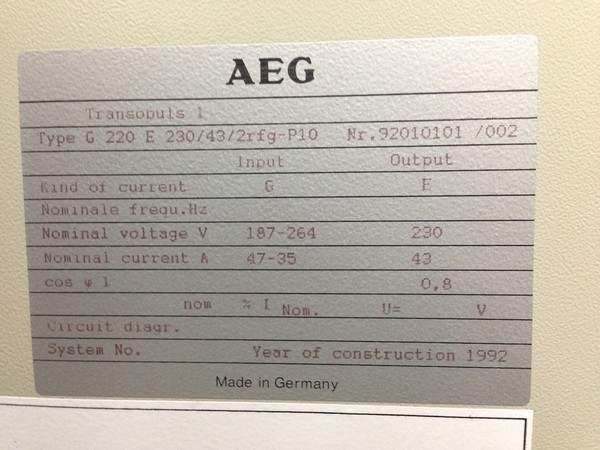 AEG
Transopuls 1
Type G 220 E 230/43/2rfg-P10 Nr.92010101 /002
Input Output
Kind of current G E
Nominale frequ.Hz
Nominal voltage V 187-264 230
Nominal current A 47-35 43
cos φ 1 0,8
nom % I Nom. U= V
Circuit diagr.
System No. Year of construction 1992
Made in Germany